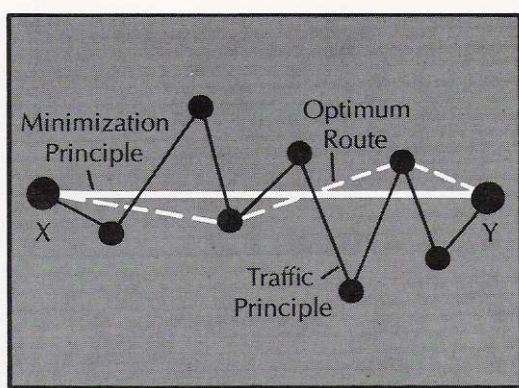 Minimization
Principle
Optimum
Route
X
Y
Traffic
Principle